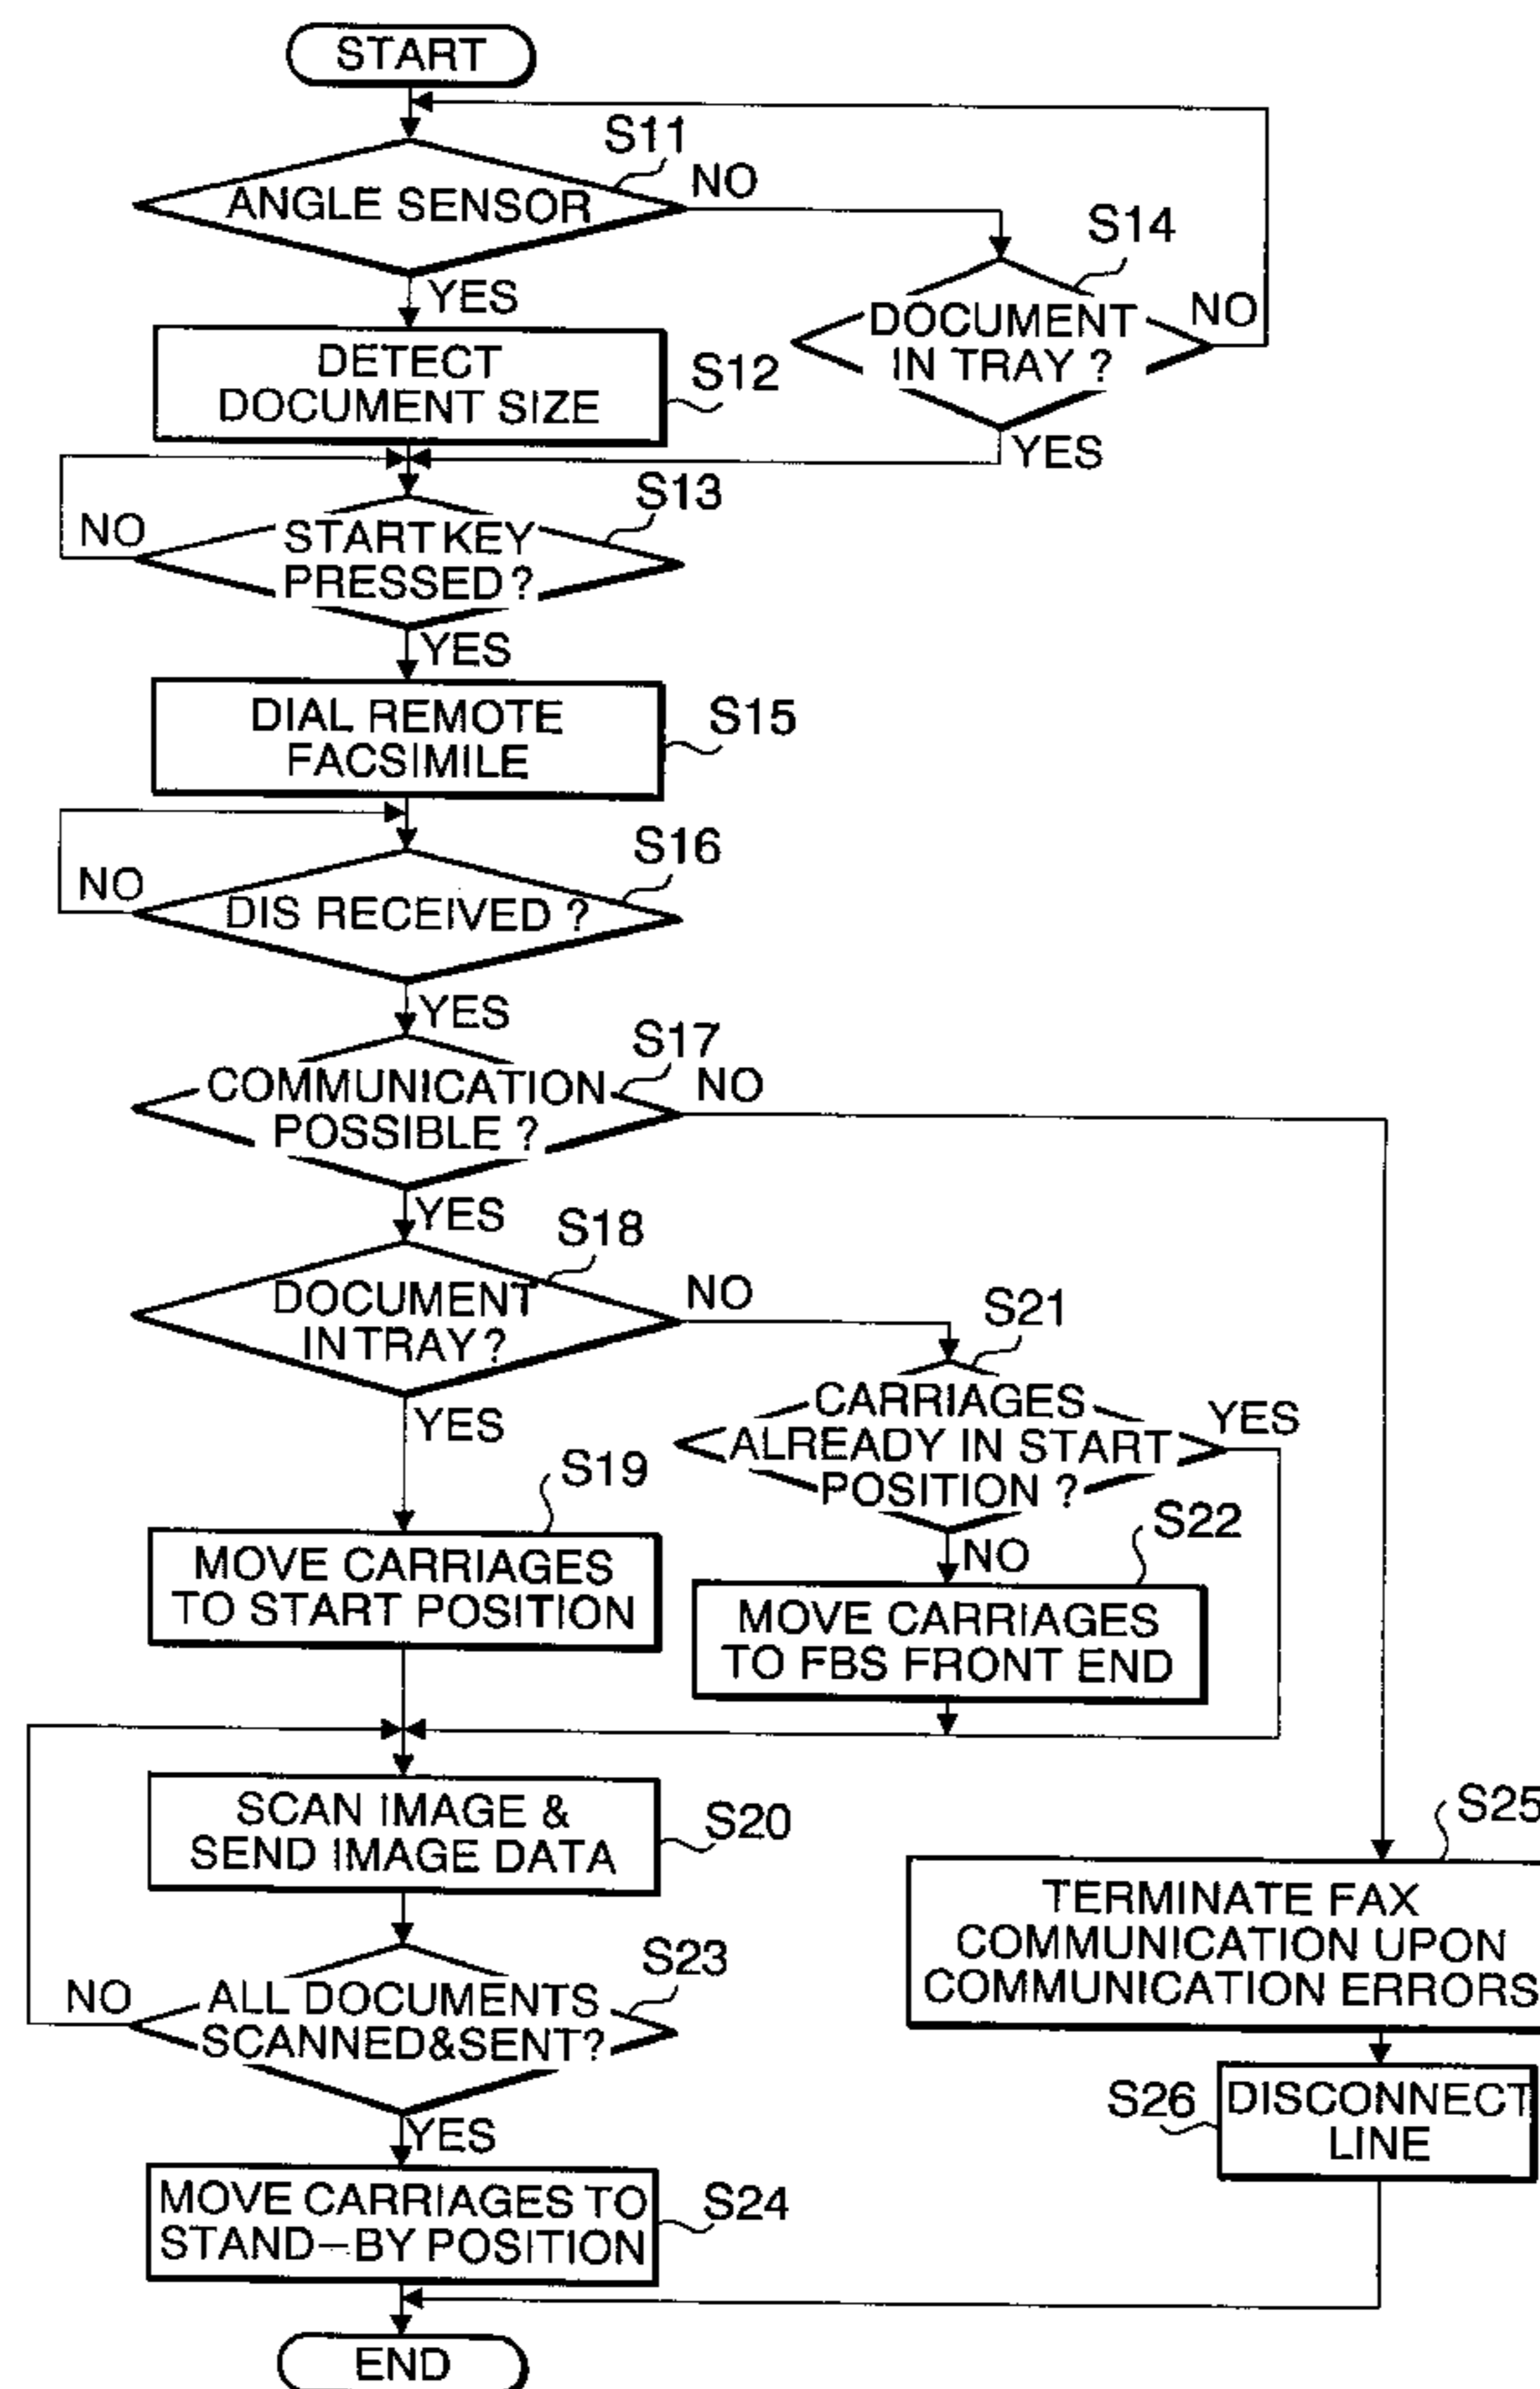 START
S11
ANGLE SENSOR
NO
YES
S14
DOCUMENT
IN TRAY ?
NO
YES
DETECT
DOCUMENT SIZE
S12
S13
START KEY
PRESSED ?
NO
YES
DIAL REMOTE
FACSIMILE
S15
S16
DIS RECEIVED ?
NO
YES
S17
COMMUNICATION
POSSIBLE ?
NO
YES
S18
DOCUMENT
IN TRAY ?
NO
YES
S21
CARRIAGES
ALREADY IN START
POSITION ?
YES
NO
S19
MOVE CARRIAGES
TO START POSITION
S22
MOVE CARRIAGES
TO FBS FRONT END
SCAN IMAGE &
SEND IMAGE DATA
S20
S25
TERMINATE FAX
COMMUNICATION UPON
COMMUNICATION ERRORS
S23
ALL DOCUMENTS
SCANNED&SENT?
NO
YES
S26
DISCONNECT
LINE
MOVE CARRIAGES TO
STAND-BY POSITION
S24
END